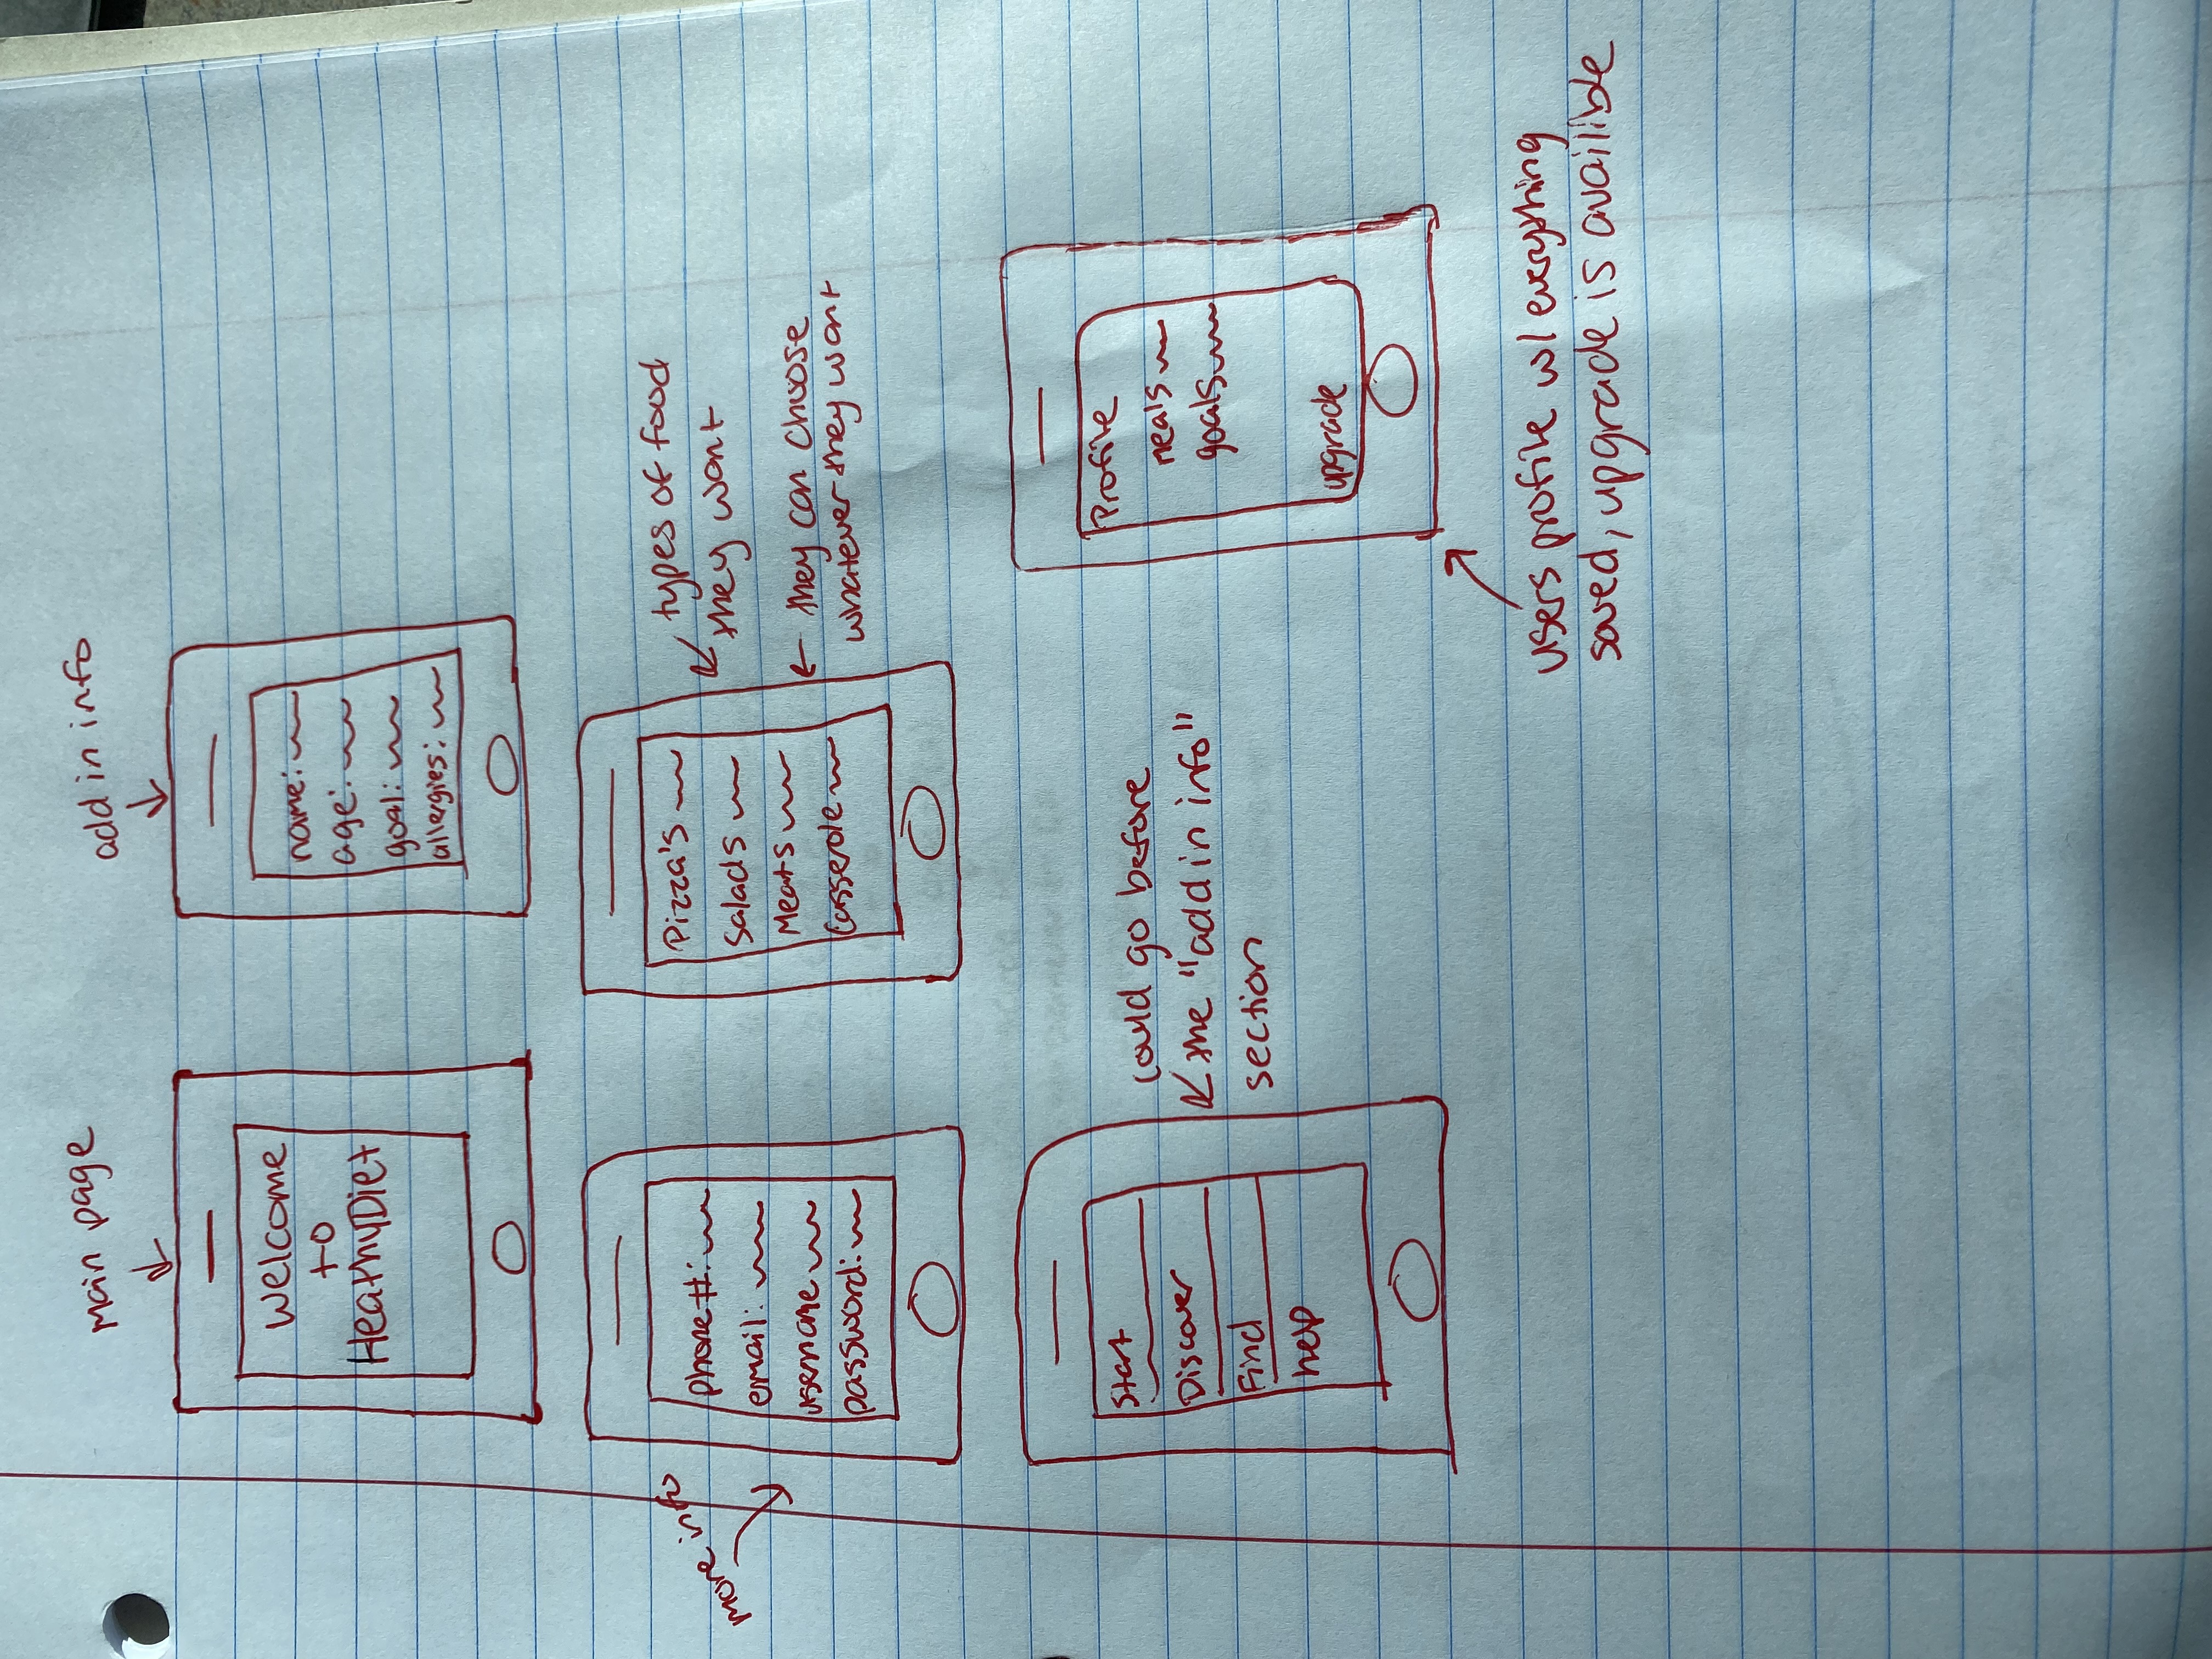 Main page
add in info
Welcome
to
HeathyDiet
name:
age:
goal:
allergies:
more info
phone #:
email:
username
password:
Pizza's
Salads
Meats
Casserole
types of food
they want
they can choose
whatever they want
Start
Discover
Find
help
could go before
the "add in info"
section
Profile
meals
goals
upgrade
users profile w/ everything
saved, upgrade is availible